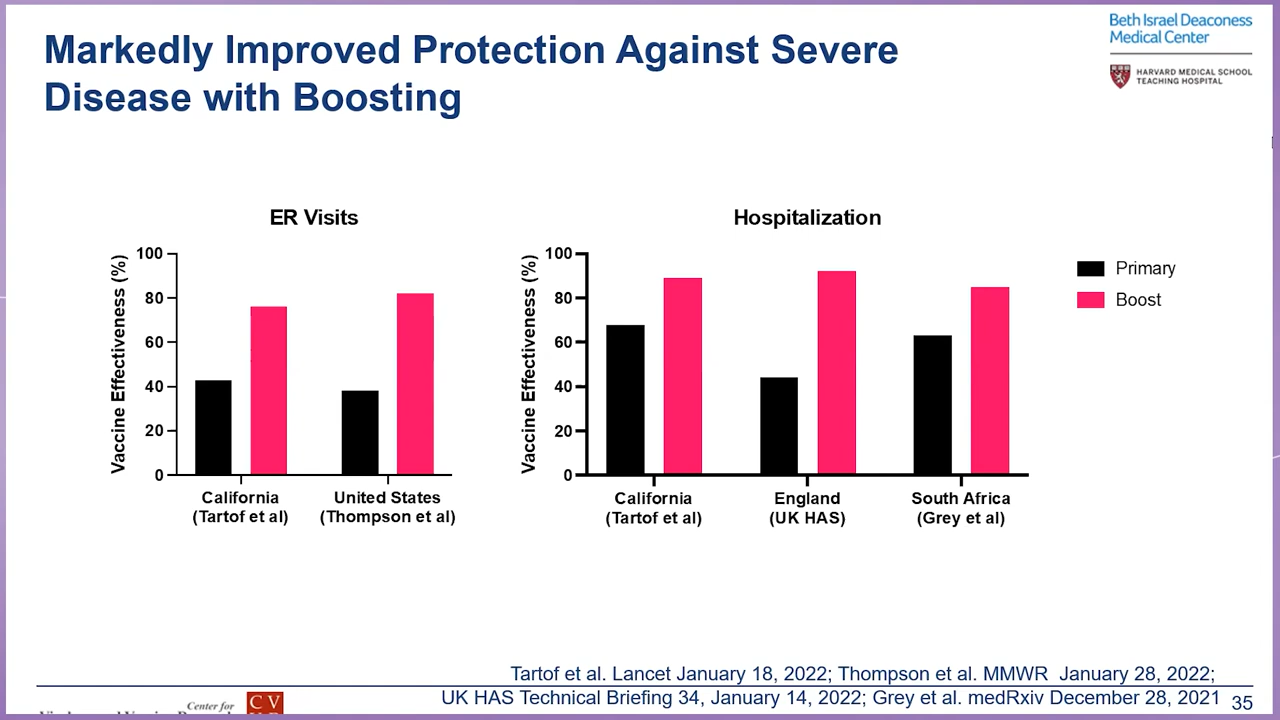 Markedly Improved Protection Against Severe
Disease with Boosting
Beth Israel Deaconess
Medical Center
HARVARD MEDICAL SCHOOL
TEACHING HOSPITAL
ER Visits
Vaccine Effectiveness (%)
100
80
60
40
20
0
California
(Tartof et al)
United States
(Thompson et al)
Hospitalization
Vaccine Effectiveness (%)
100
80
60
40
20
0
California
(Tartof et al)
England
(UK HAS)
South Africa
(Grey et al)
Primary
Boost
Tartof et al. Lancet January 18, 2022; Thompson et al. MMWR January 28, 2022;
UK HAS Technical Briefing 34, January 14, 2022; Grey et al. medRxiv December 28, 2021
35
Center for
C V